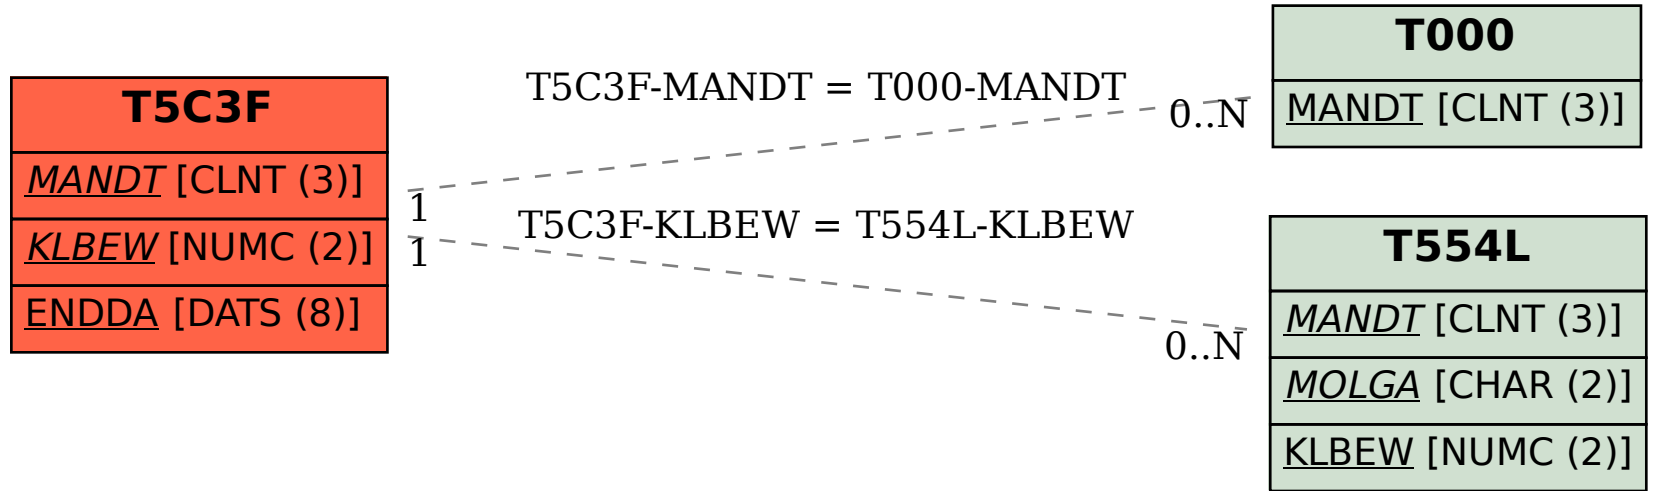 T5C3F
MANDT [CLNT (3)]
KLBEW [NUMC (2)]
ENDDA [DATS (8)]
T5C3F-MANDT = T000-MANDT
1
0..N
T5C3F-KLBEW = T554L-KLBEW
1
0..N
T000
MANDT [CLNT (3)]
T554L
MANDT [CLNT (3)]
MOLGA [CHAR (2)]
KLBEW [NUMC (2)]